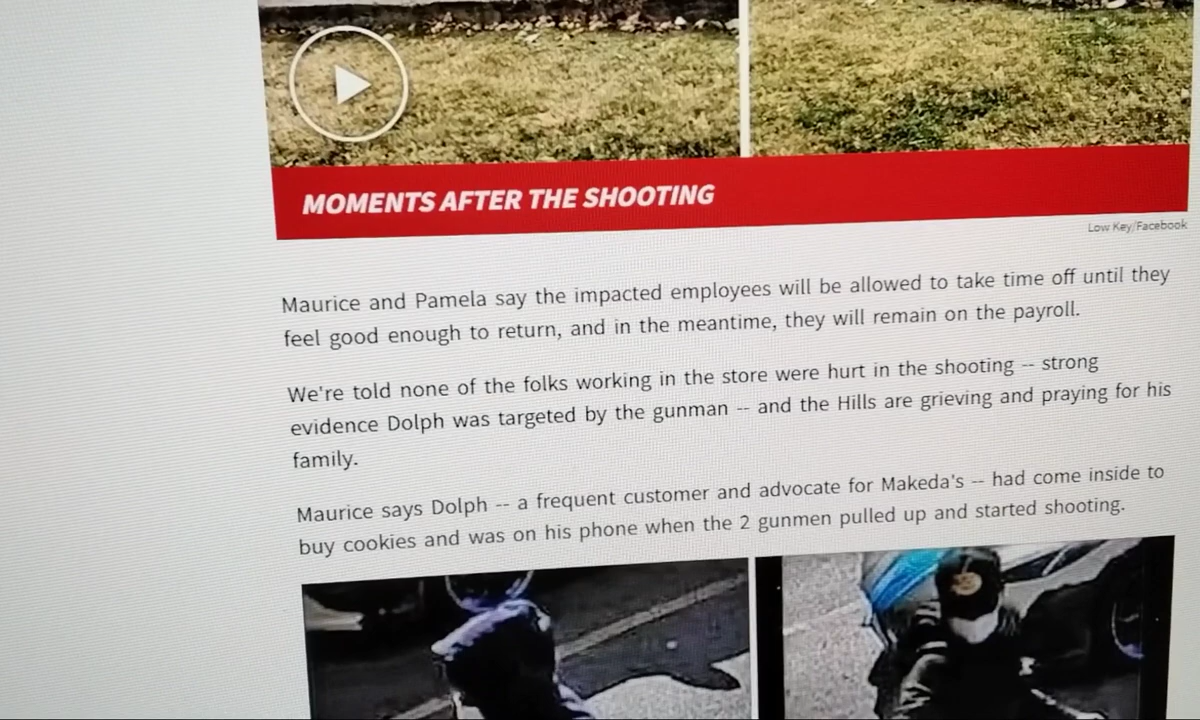 MOMENTS AFTER THE SHOOTING
Low Key/Facebook
Maurice and Pamela say the impacted employees will be allowed to take time off until they
feel good enough to return, and in the meantime, they will remain on the payroll.
We're told none of the folks working in the store were hurt in the shooting -- strong
evidence Dolph was targeted by the gunman -- and the Hills are grieving and praying for his
family.
Maurice says Dolph -- a frequent customer and advocate for Makeda's -- had come inside to
buy cookies and was on his phone when the 2 gunmen pulled up and started shooting.